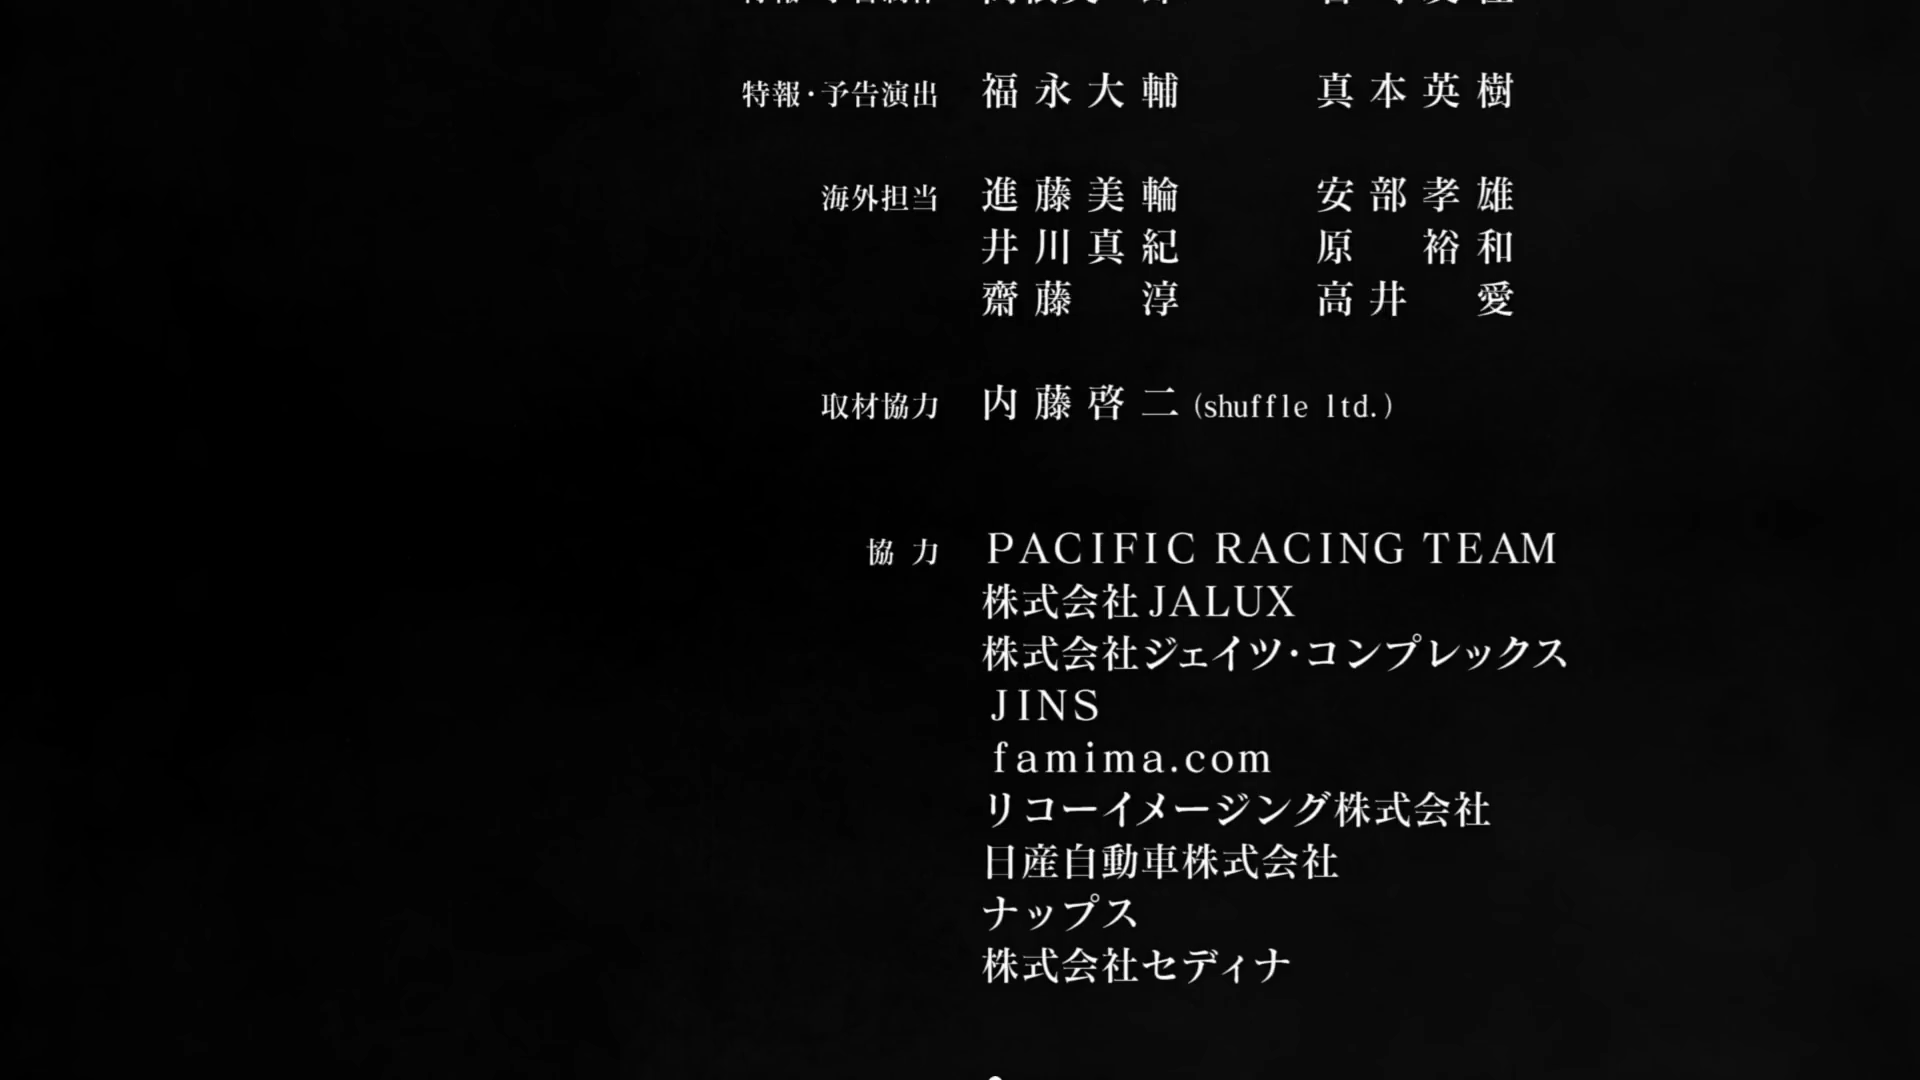 特報・予告演出 福永大輔 真本英樹
海外担当 進藤美輪 安部孝雄
井川真紀 原 裕和
齋藤 淳 高井 愛
取材協力 内藤啓二 (shuffle ltd.)
協力 PACIFIC RACING TEAM
株式会社JALUX
株式会社ジェイツ・コンプレックス
JINS
famima.com
リコーイメージング株式会社
日産自動車株式会社
ナップス
株式会社セディナ